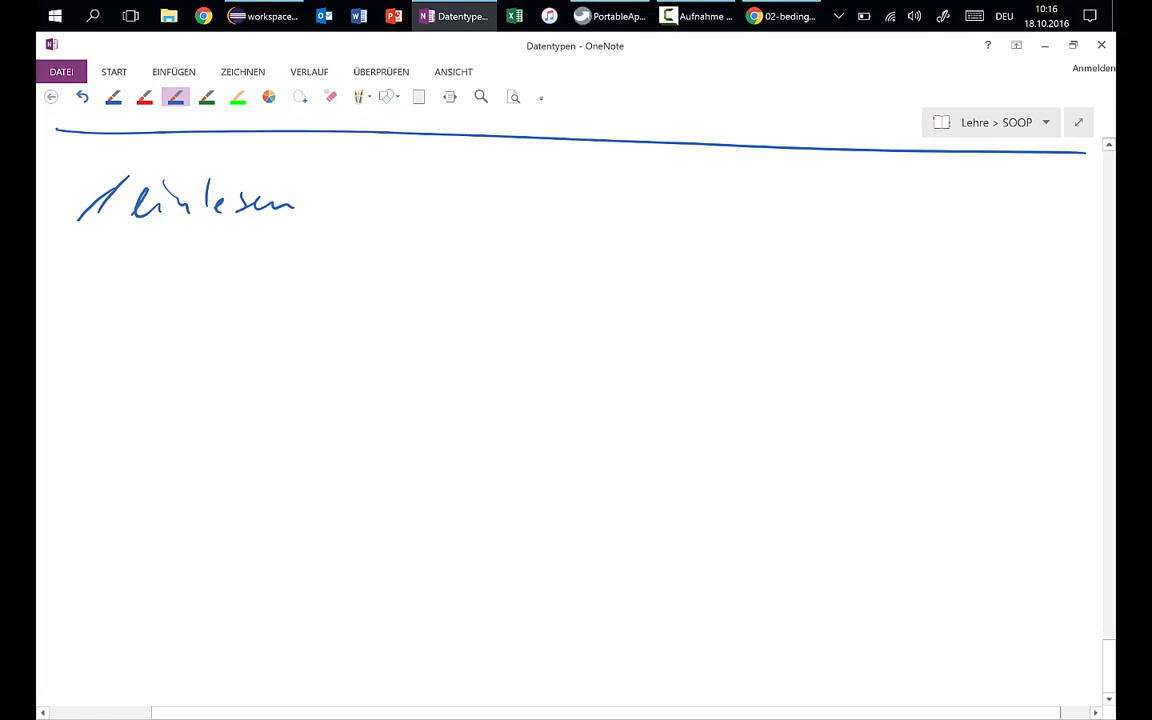 workspace...
Datentype...
PortableAp...
Aufnahme ...
02-beding...
DEU
10:16
18.10.2016
Datentypen - OneNote
?
DATEI START EINFÜGEN ZEICHNEN VERLAUF ÜBERPRÜFEN ANSICHT
Anmelden
Lehre > SOOP
1 einlesen